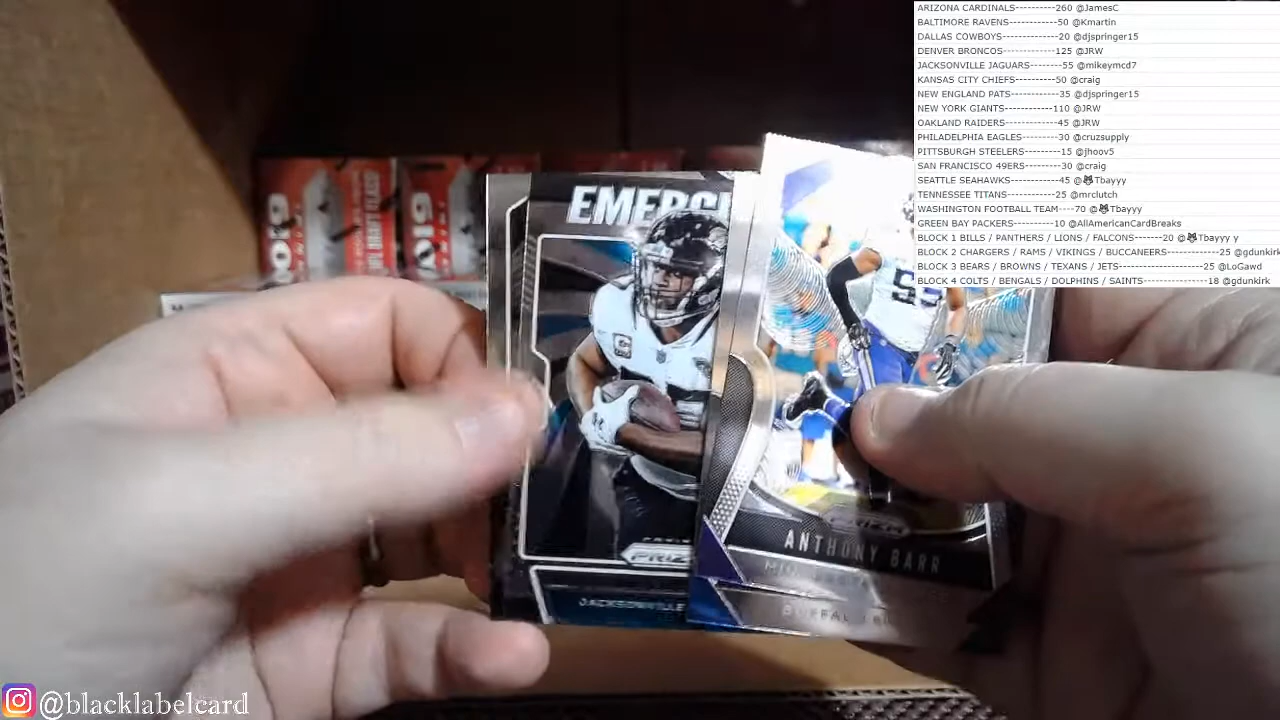 ARIZONA CARDINALS----------260 @JamesC
BALTIMORE RAVENS------------50 @Kmartin
DALLAS COWBOYS--------------20 @djspringer15
DENVER BRONCOS-------------125 @JRW
JACKSONVILLE JAGUARS--------55 @mikeymcd7
KANSAS CITY CHIEFS----------50 @craig
NEW ENGLAND PATS------------35 @djspringer15
NEW YORK GIANTS------------110 @JRW
OAKLAND RAIDERS-------------45 @JRW
PHILADELPHIA EAGLES---------30 @cruzsupply
PITTSBURGH STEELERS---------15 @jhoov5
SAN FRANCISCO 49ERS---------30 @craig
SEATTLE SEAHAWKS------------45 @🐱Tbayyy
TENNESSEE TITANS------------25 @mrclutch
WASHINGTON FOOTBALL TEAM----70 @🐱Tbayyy
GREEN BAY PACKERS-----------10 @AllAmericanCardBreaks
BLOCK 1 BILLS / PANTHERS / LIONS / FALCONS-------20 @🐱Tbayyy y
BLOCK 2 CHARGERS / RAMS / VIKINGS / BUCCANEERS-------------25 @gdunkirk
BLOCK 3 BEARS / BROWNS / TEXANS / JETS--------------------25 @LoGawd
BLOCK 4 COLTS / BENGALS / DOLPHINS / SAINTS---------------18 @gdunkirk
2019
2019
EMERG
PRIZM
JACKSONVILLE
PRIZM
ANTHONY BARR
@blacklabelcard